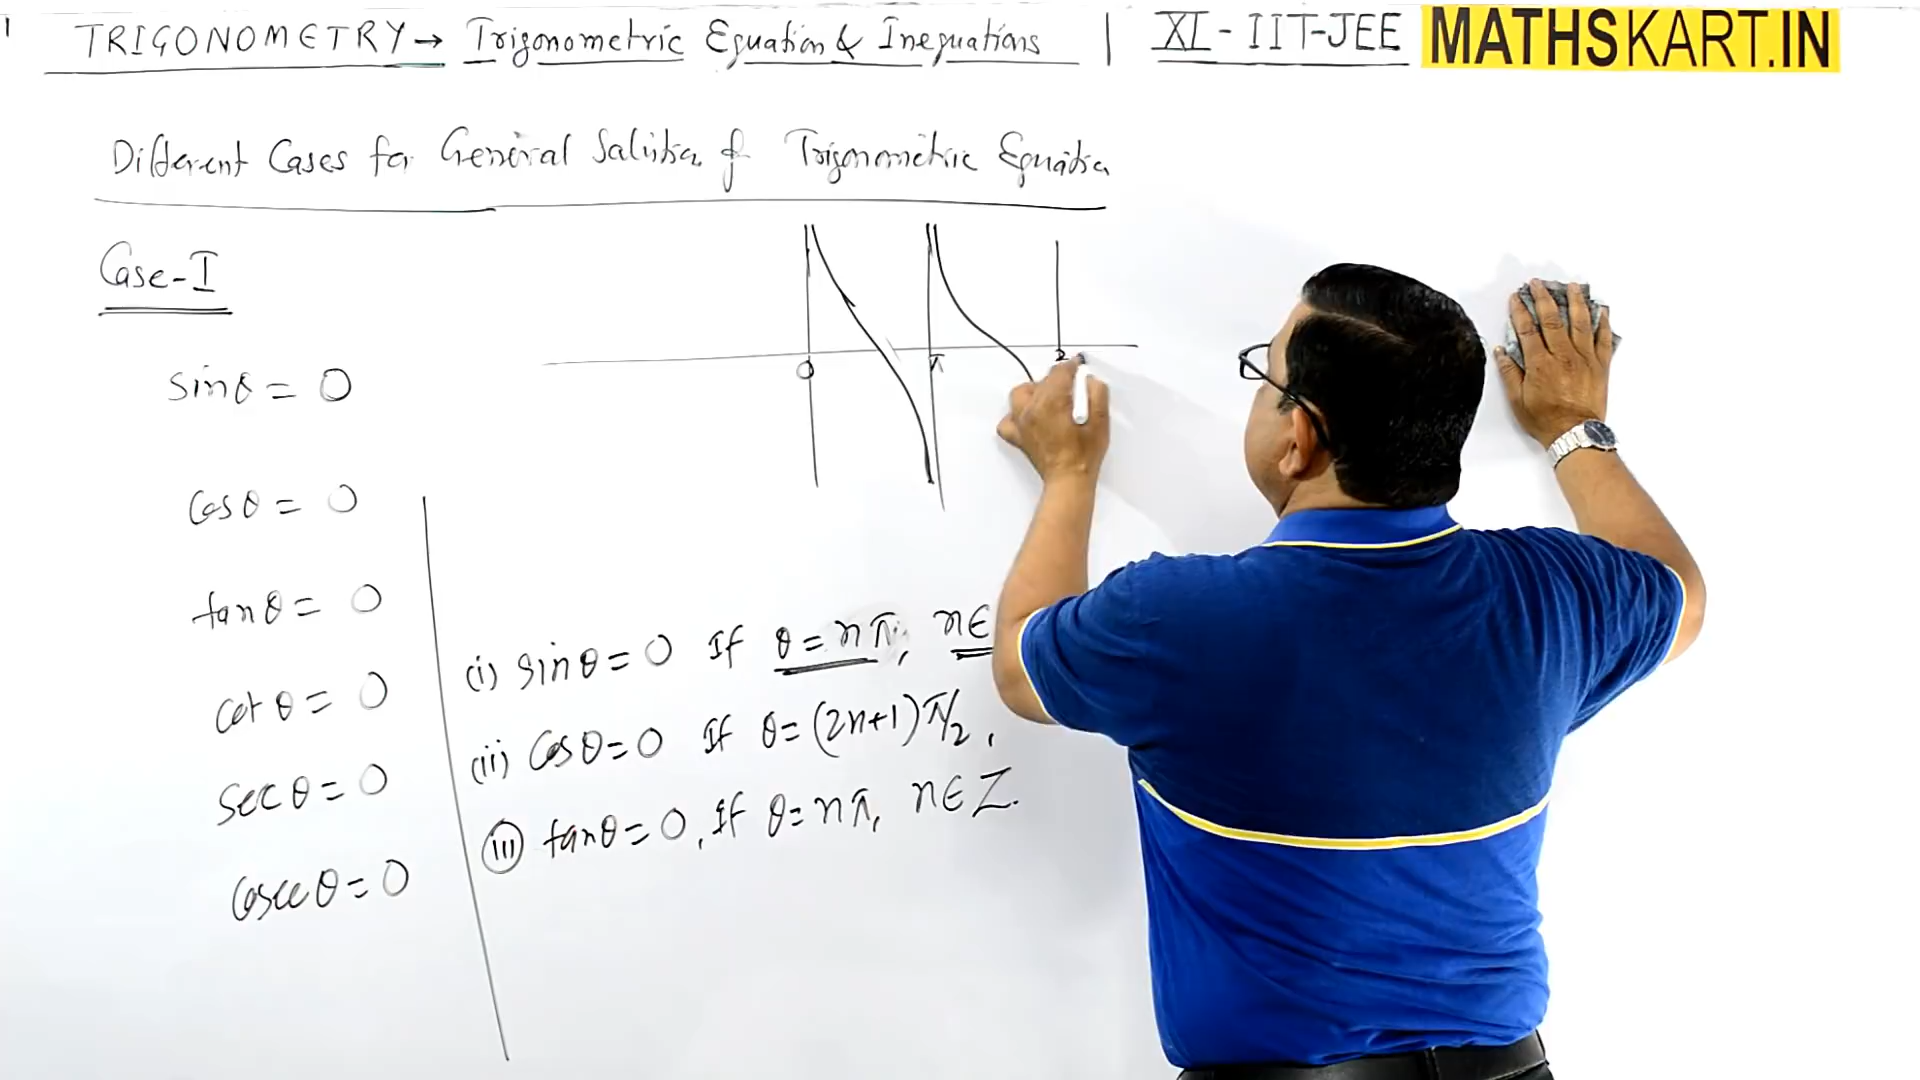 TRIGONOMETRY → Trigonometric Equation & Inequations | XI - IIT-JEE MATHSKART.IN
Different Cases for General Solution of Trigonometric Equation
Case-I
0 π 2
sinθ = 0
cosθ = 0
tanθ = 0
cotθ = 0
secθ = 0
cosecθ = 0
(i) sinθ = 0 If θ = nπ, n∈
(ii) cosθ = 0 If θ = (2n+1)π/2,
(iii) tanθ = 0, If θ = nπ, n∈Z.